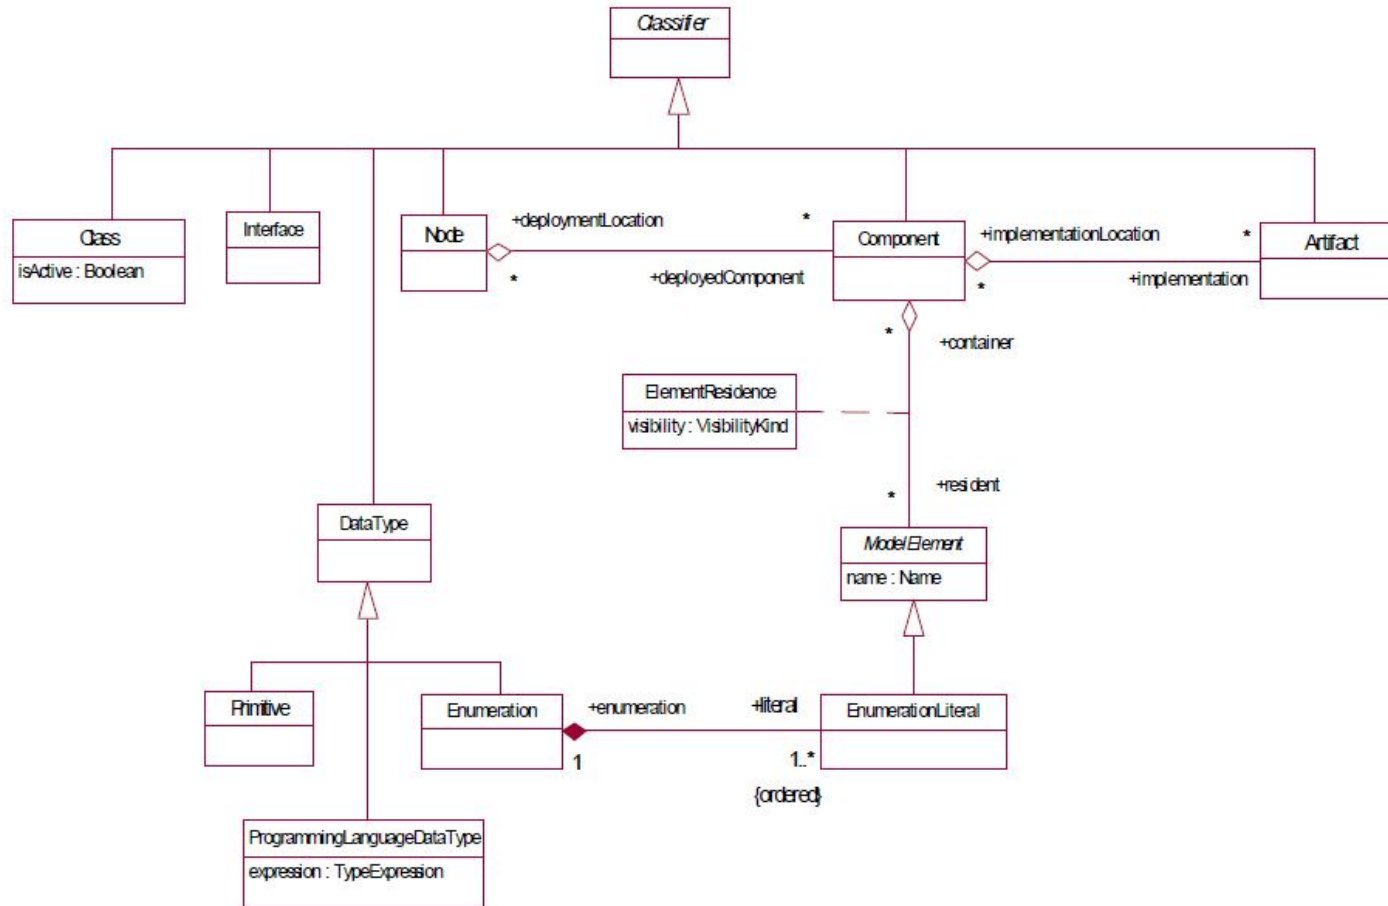 Classifier
Class
isActive : Boolean
Interface
Node
+deploymentLocation
*
*
+deployedComponent
Component
+implementationLocation
*
*
+implementation
Artifact
*
+container
ElementResidence
visibility : VisibilityKind
*
+resident
DataType
ModelElement
name : Name
Primitive
Enumeration
+enumeration
+literal
1
1..*
{ordered}
EnumerationLiteral
ProgrammingLanguageDataType
expression : TypeExpression